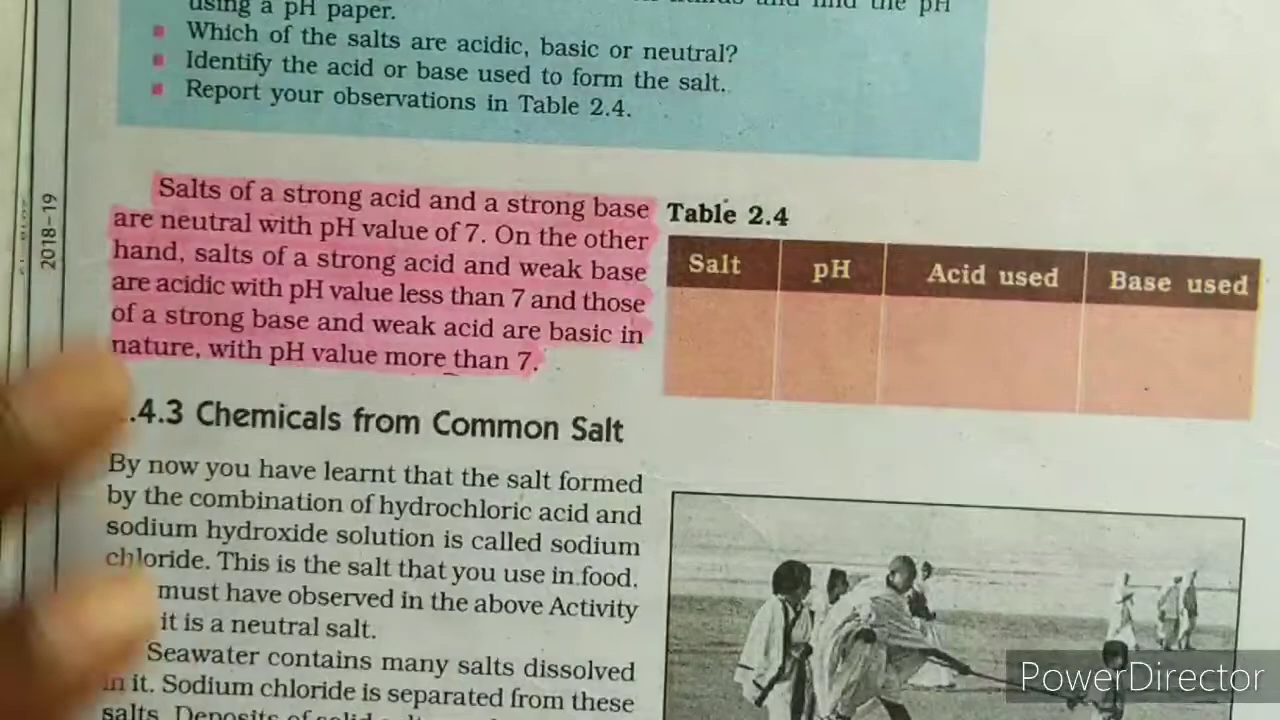 using a pH paper.
the pH
Which of the salts are acidic, basic or neutral?
Identify the acid or base used to form the salt.
Report your observations in Table 2.4.
2018-19
Salts of a strong acid and a strong base
are neutral with pH value of 7. On the other
hand, salts of a strong acid and weak base
are acidic with pH value less than 7 and those
of a strong base and weak acid are basic in
nature, with pH value more than 7.
Table 2.4
Salt pH Acid used Base used
.4.3 Chemicals from Common Salt
By now you have learnt that the salt formed
by the combination of hydrochloric acid and
sodium hydroxide solution is called sodium
chloride. This is the salt that you use in food.
must have observed in the above Activity
it is a neutral salt.
Seawater contains many salts dissolved
in it. Sodium chloride is separated from these
salts. Deposits of solid
PowerDirector